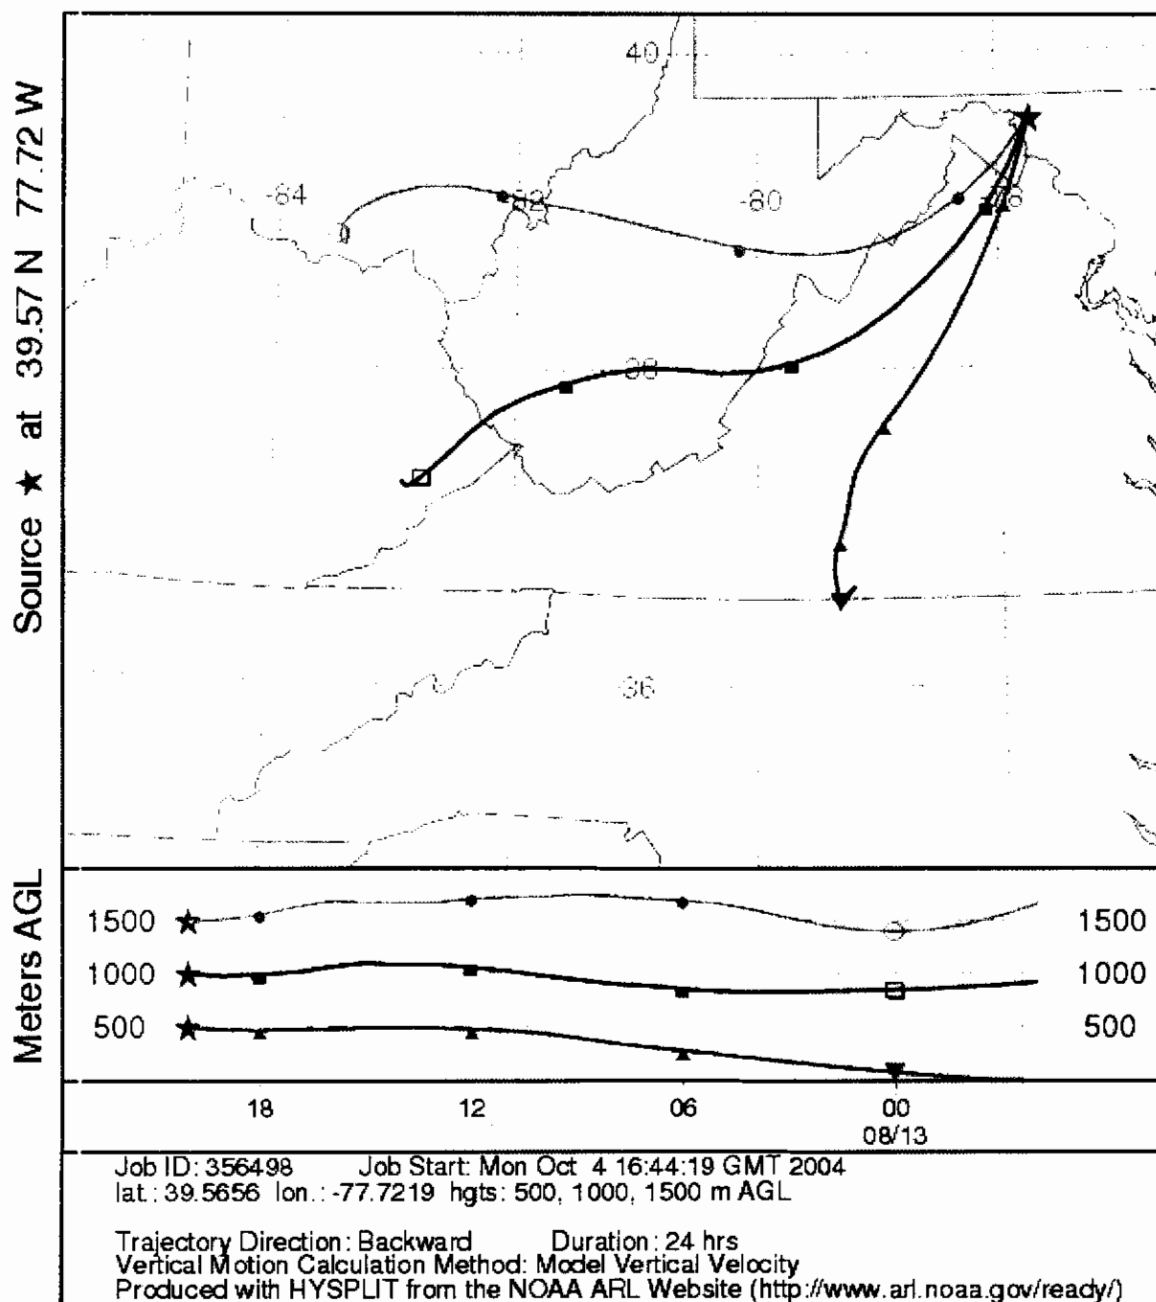 Source ★ at 39.57 N 77.72 W
40
-84
-82
-80
-78
38
36
Meters AGL
1500
1500
1000
1000
500
500
18 12 06 00
08/13
Job ID: 356498 Job Start: Mon Oct 4 16:44:19 GMT 2004
lat.: 39.5656 lon.: -77.7219 hgts: 500, 1000, 1500 m AGL
Trajectory Direction: Backward Duration: 24 hrs
Vertical Motion Calculation Method: Model Vertical Velocity
Produced with HYSPLIT from the NOAA ARL Website (http://www.arl.noaa.gov/ready/)